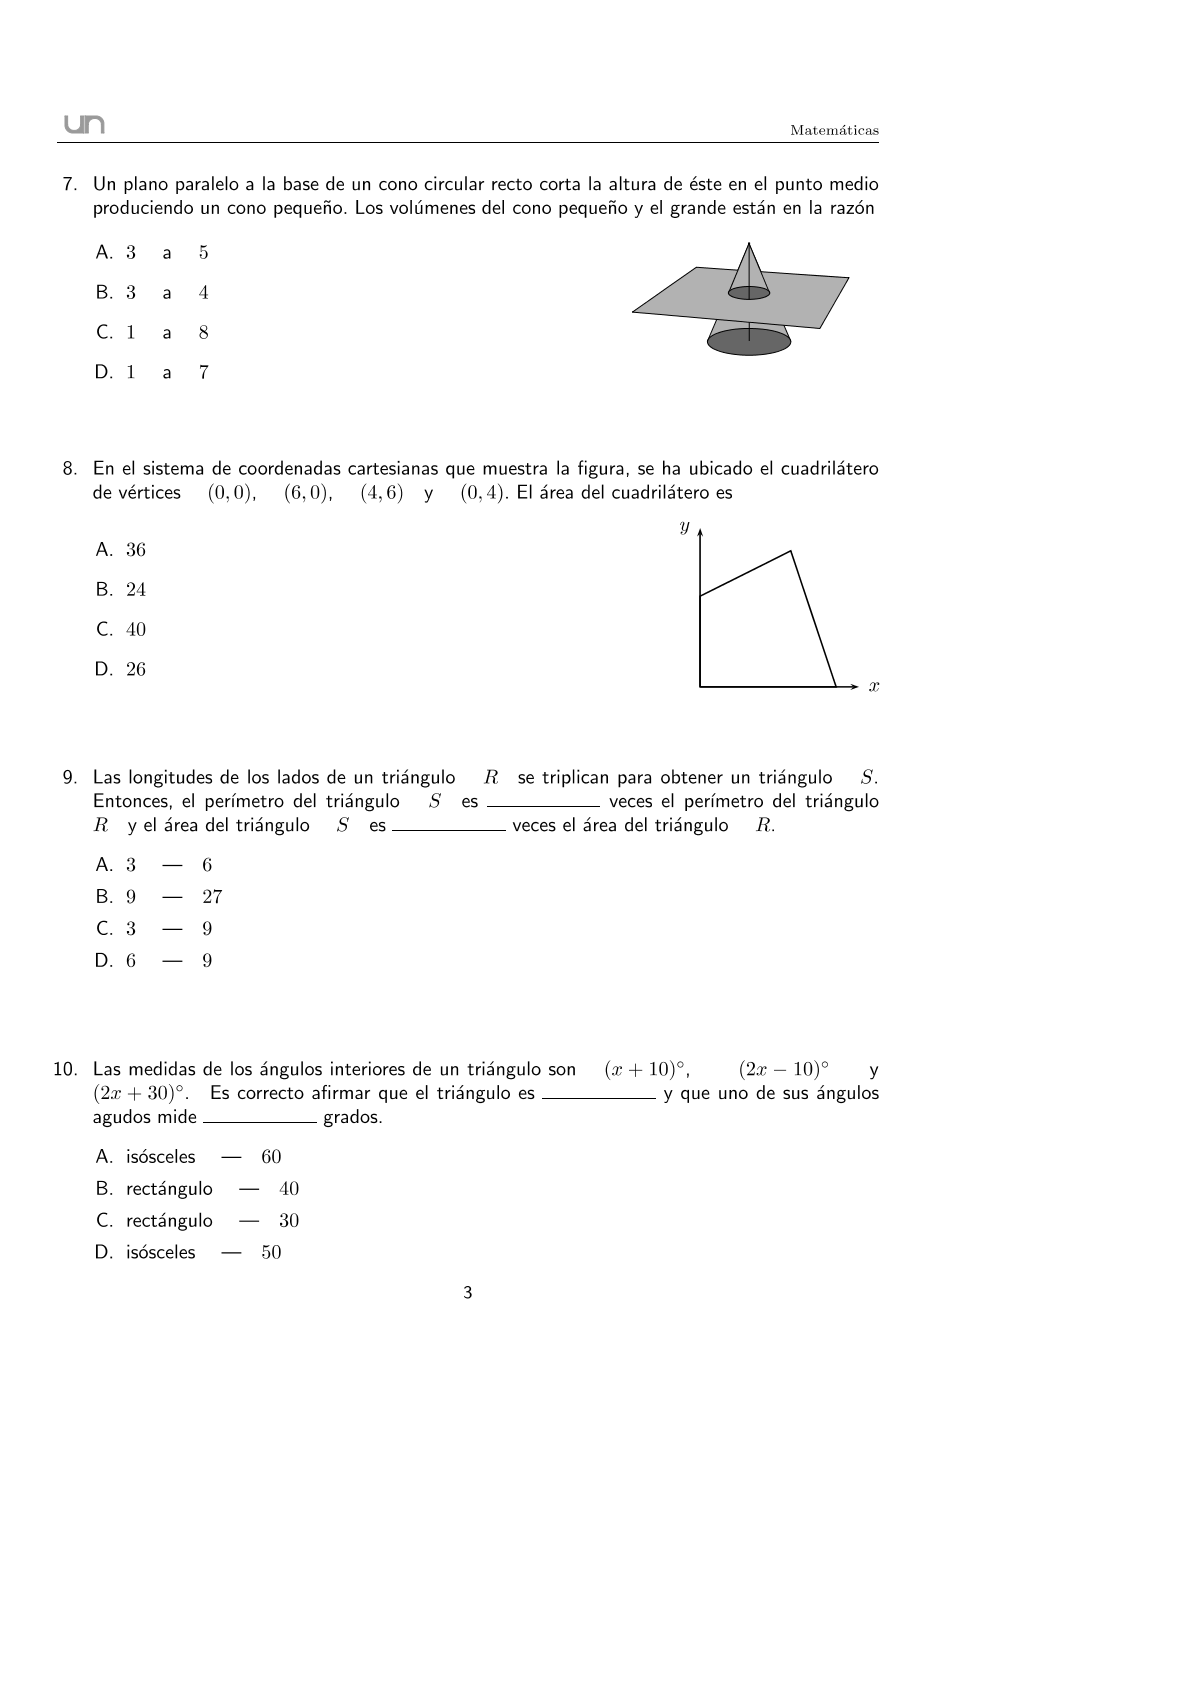 un
Matemáticas
7. Un plano paralelo a la base de un cono circular recto corta la altura de éste en el punto medio
produciendo un cono pequeño. Los volúmenes del cono pequeño y el grande están en la razón
A. 3 a 5
B. 3 a 4
C. 1 a 8
D. 1 a 7
8. En el sistema de coordenadas cartesianas que muestra la figura, se ha ubicado el cuadrilátero
de vértices (0, 0), (6, 0), (4, 6) y (0, 4). El área del cuadrilátero es
y
A. 36
B. 24
C. 40
D. 26
x
9. Las longitudes de los lados de un triángulo R se triplican para obtener un triángulo S.
Entonces, el perímetro del triángulo S es ____________ veces el perímetro del triángulo
R y el área del triángulo S es ____________ veces el área del triángulo R.
A. 3 — 6
B. 9 — 27
C. 3 — 9
D. 6 — 9
10. Las medidas de los ángulos interiores de un triángulo son (x + 10)°, (2x − 10)° y
(2x + 30)°. Es correcto afirmar que el triángulo es ____________ y que uno de sus ángulos
agudos mide ____________ grados.
A. isósceles — 60
B. rectángulo — 40
C. rectángulo — 30
D. isósceles — 50
3